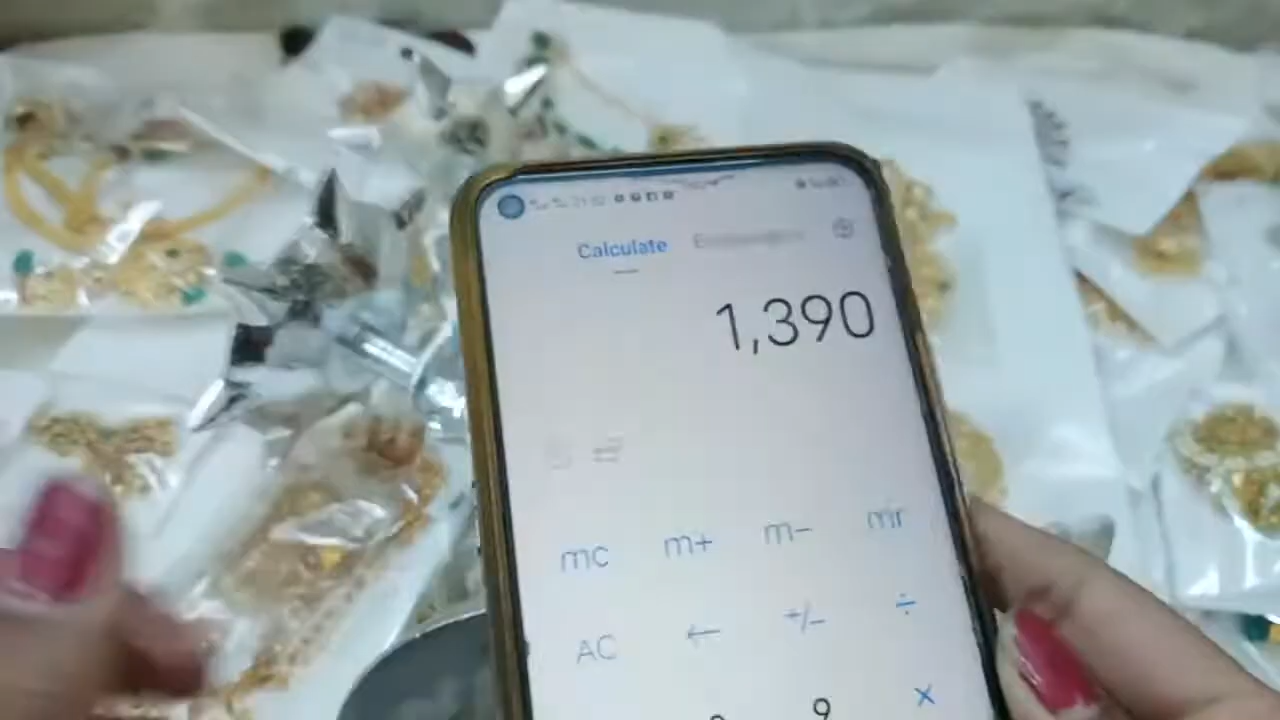 Calculate
1,390
mc m+ m− mr
AC ← +/− ÷
9 ×